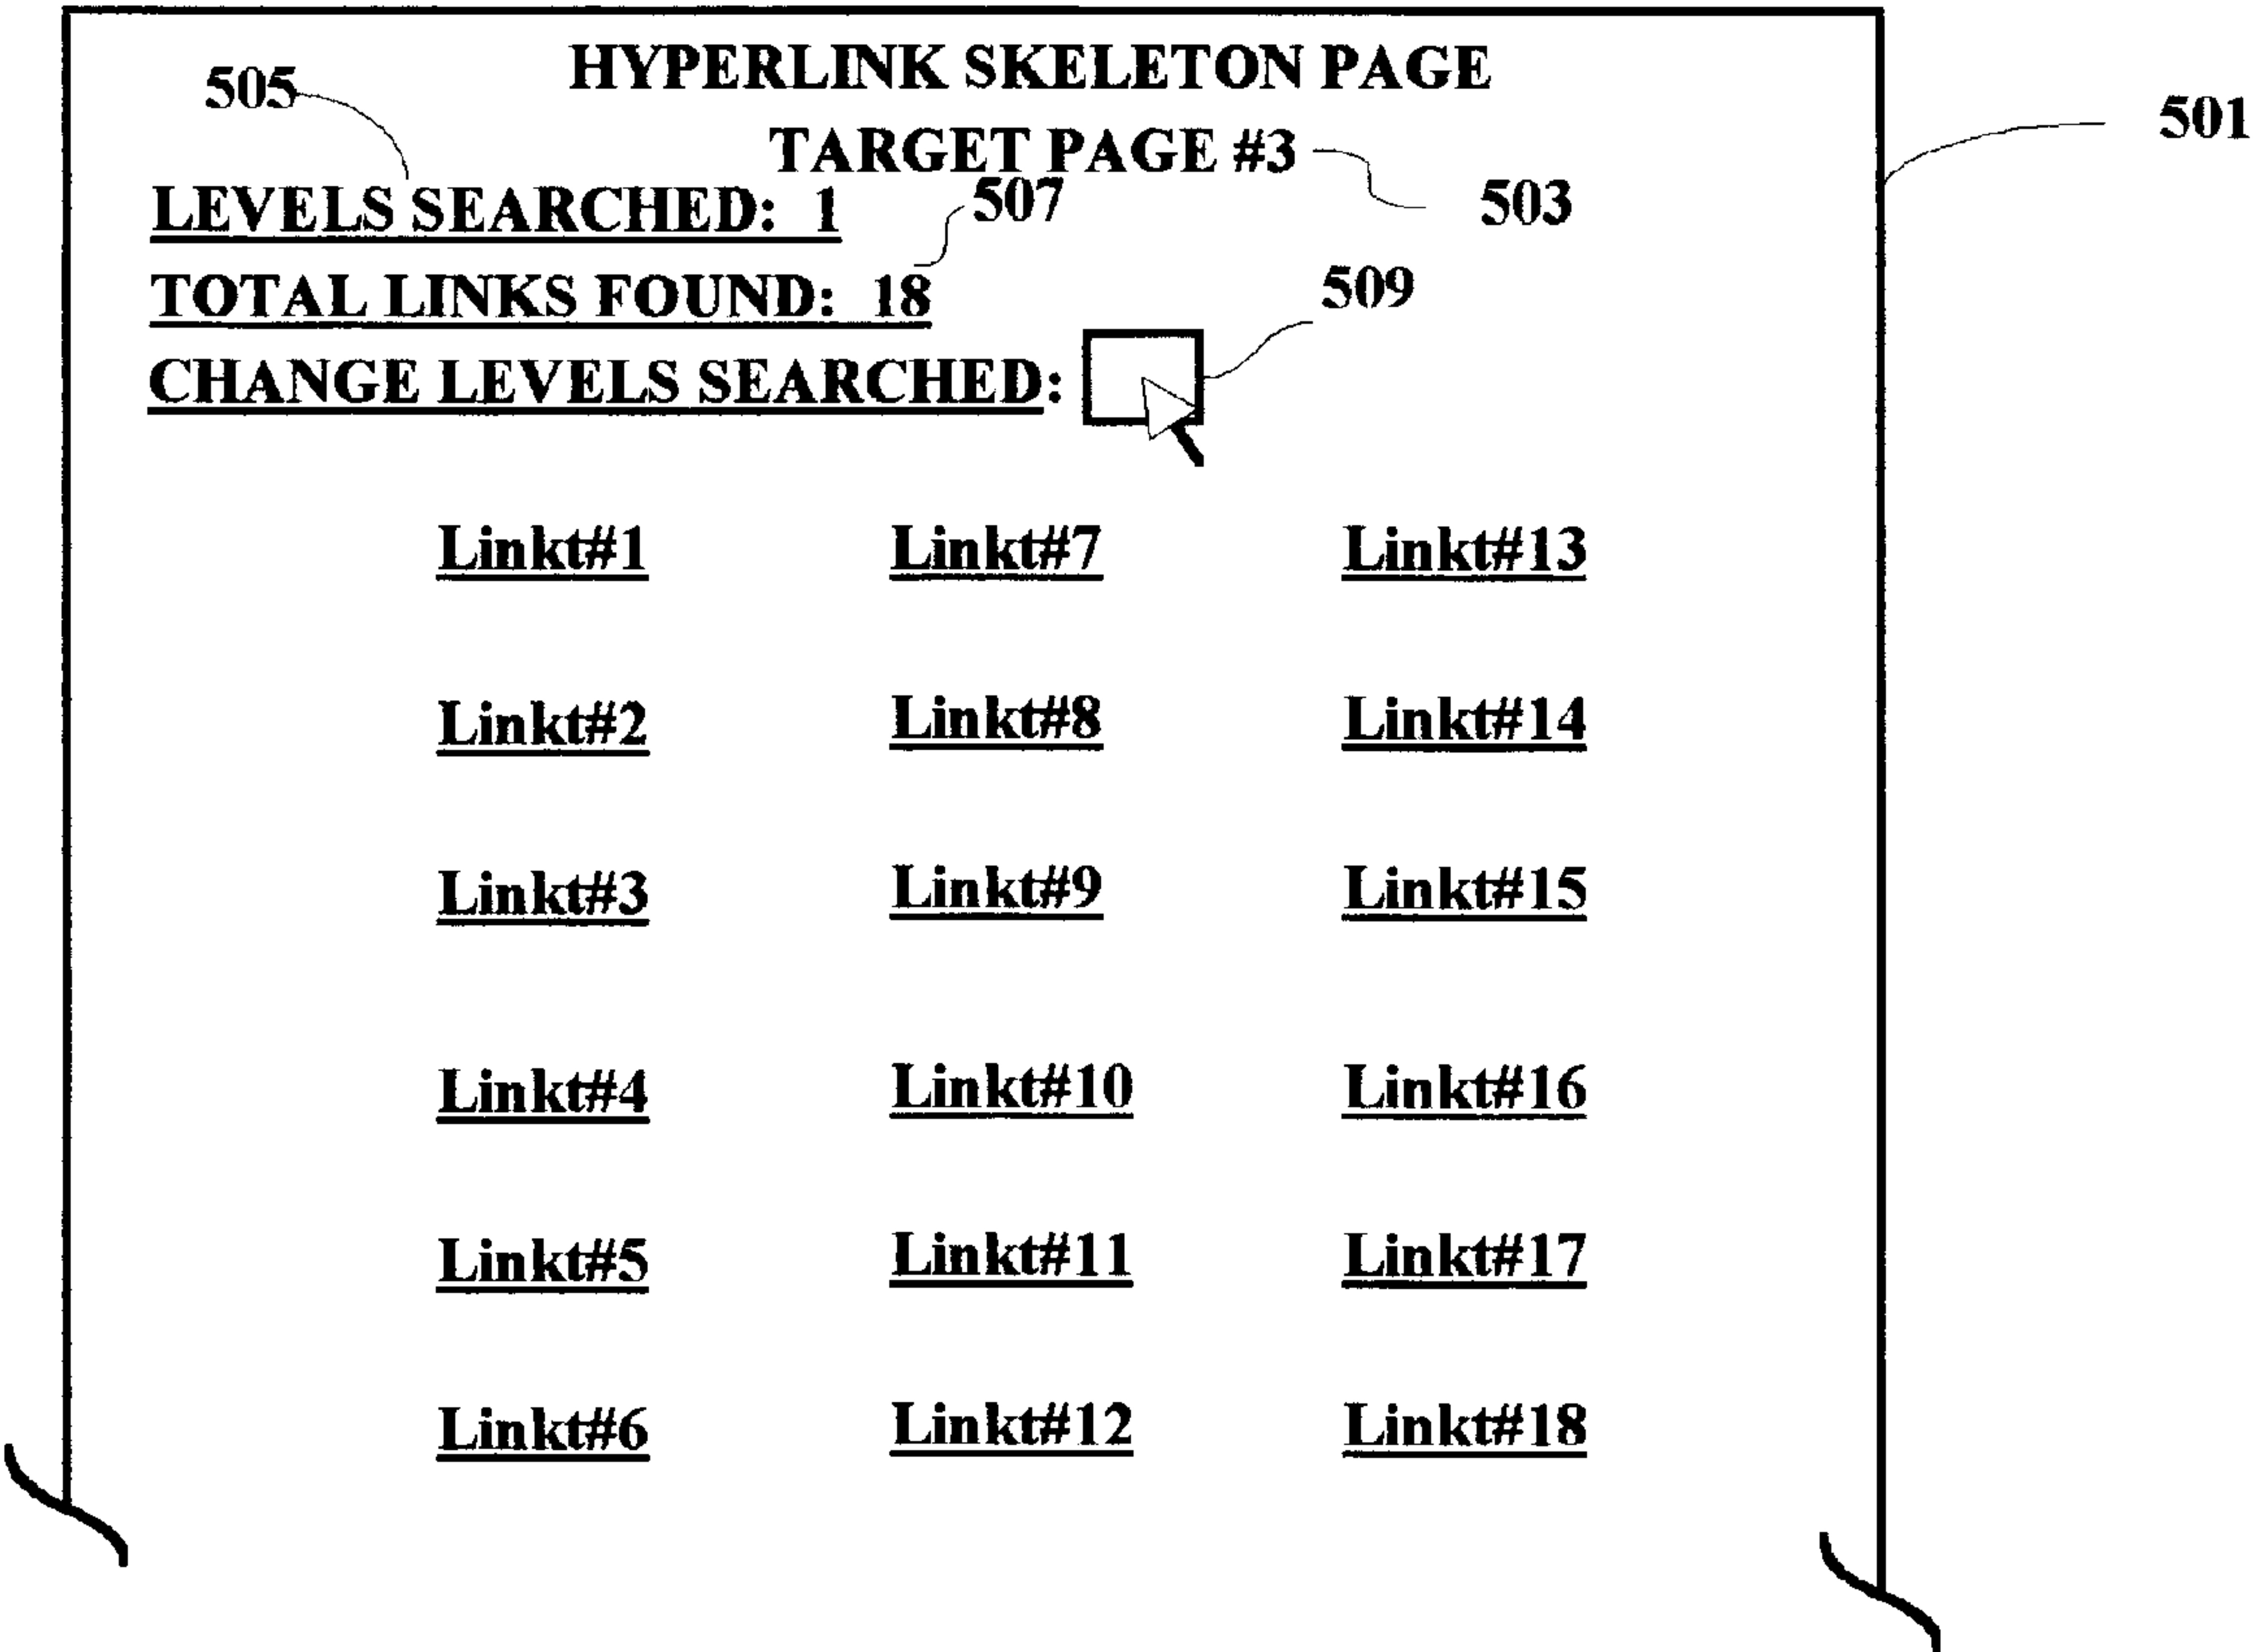 HYPERLINK SKELETON PAGE
505
501
TARGET PAGE #3
503
LEVELS SEARCHED: 1
507
TOTAL LINKS FOUND: 18
509
CHANGE LEVELS SEARCHED:
Linkt#1 Linkt#7 Linkt#13
Linkt#2 Linkt#8 Linkt#14
Linkt#3 Linkt#9 Linkt#15
Linkt#4 Linkt#10 Linkt#16
Linkt#5 Linkt#11 Linkt#17
Linkt#6 Linkt#12 Linkt#18